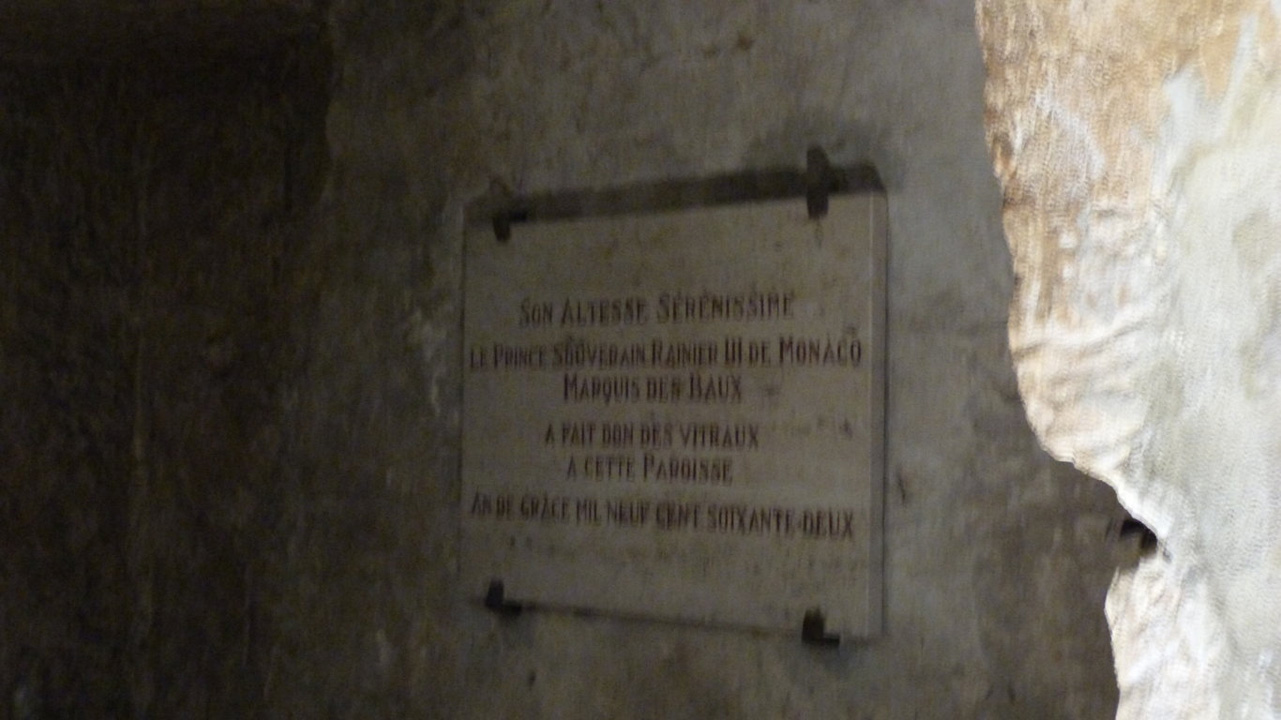 SON ALTESSE SÉRÉNISSIME
LE PRINCE SOUVERAIN RAINIER III DE MONACO
MARQUIS DES BAUX
A FAIT DON DES VITRAUX
A CETTE PAROISSE
AN DE GRÂCE MIL NEUF CENT SOIXANTE-DEUX